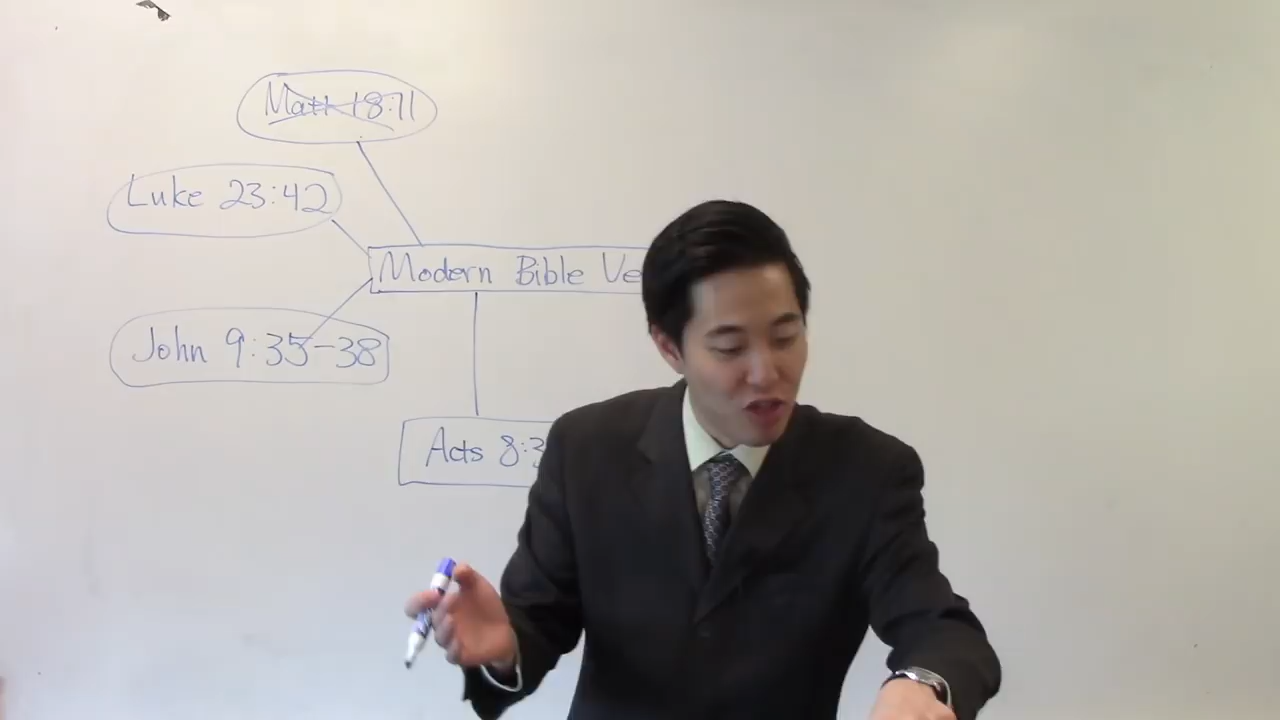 Matt 18:11
Luke 23:42
Modern Bible Ve
John 9:35-38
Acts 8:3